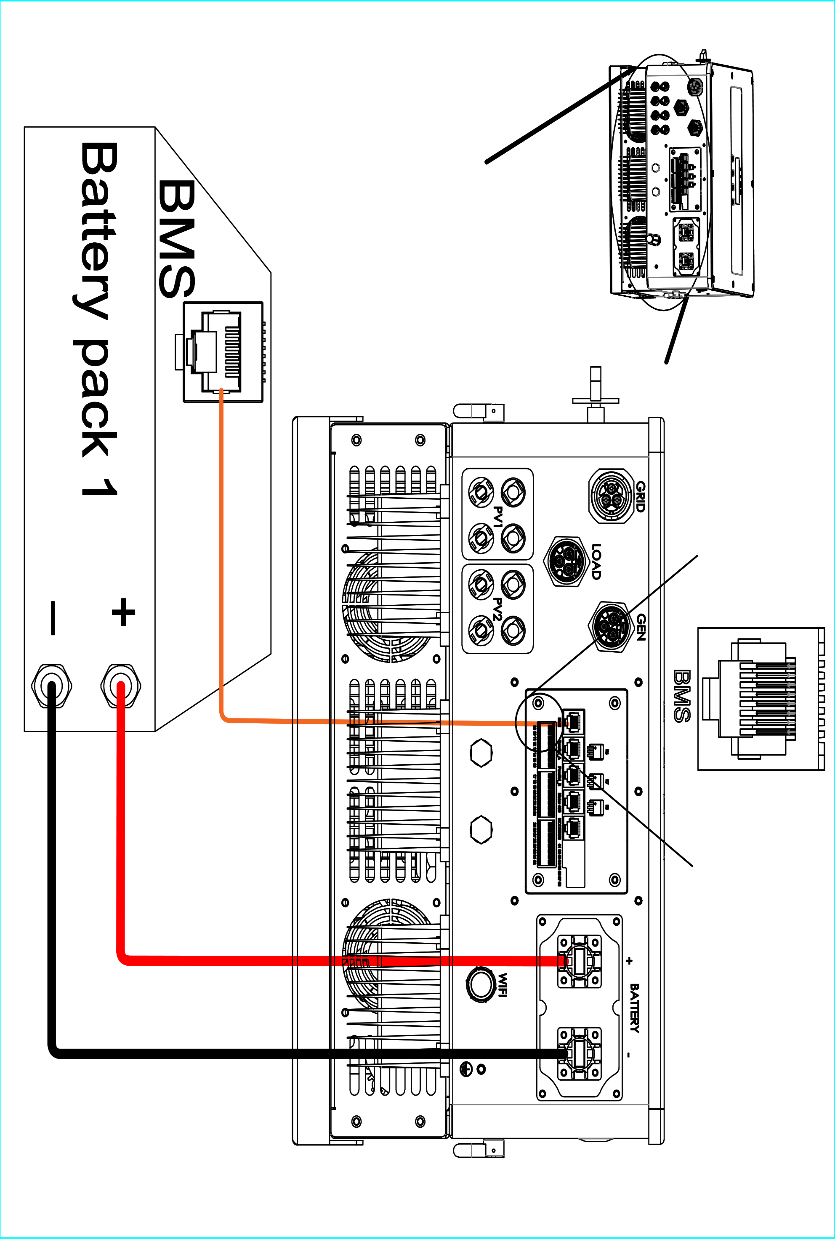 BMS
Battery pack 1
+
−
GRID
LOAD
GEN
PV1
PV2
BMS
WIFI
+
BATTERY
-